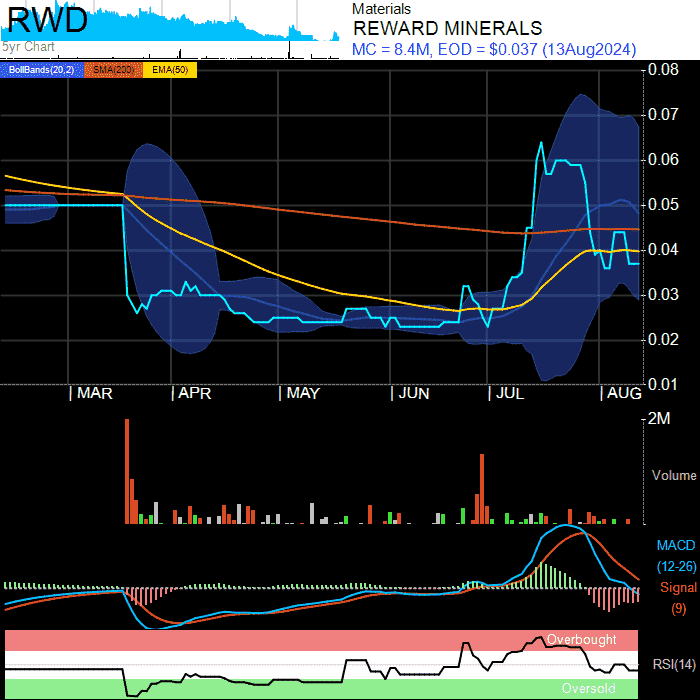 RWD
5yr Chart
Materials
REWARD MINERALS
MC = 8.4M, EOD = $0.037 (13Aug2024)
BollBands(20,2) SMA(200) EMA(50)
0.08
0.07
0.06
0.05
0.04
0.03
0.02
0.01
MAR APR MAY JUN JUL AUG
2M
Volume
MACD
(12-26)
Signal
(9)
Overbought
RSI(14)
Oversold